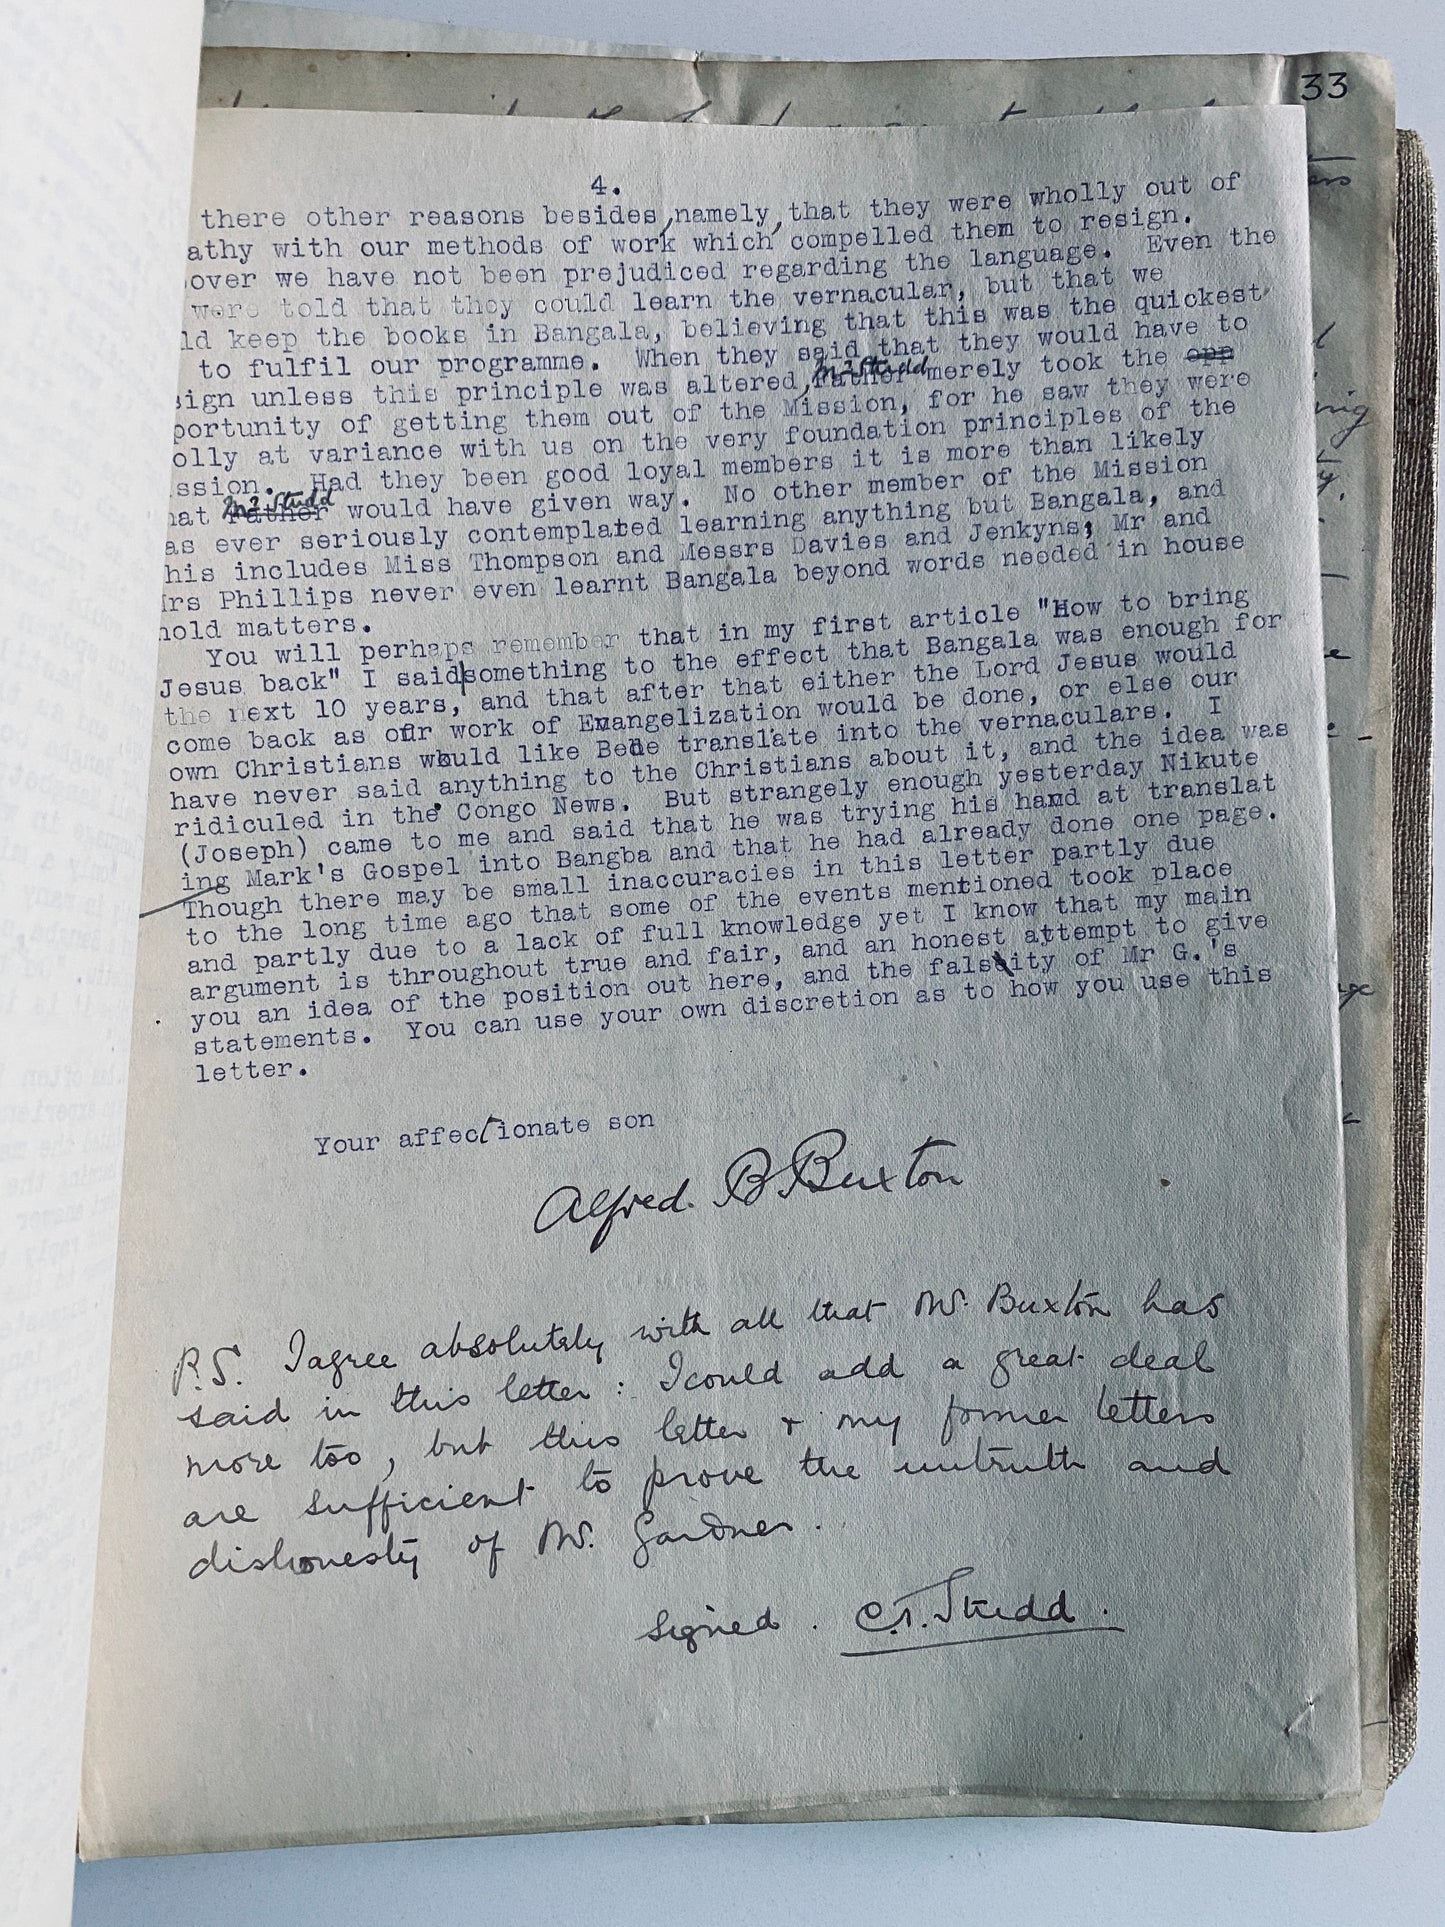 33
4.
there other reasons besides,namely,that they were wholly out of
athy with our methods of work which compelled them to resign.
over we have not been prejudiced regarding the language. Even the
were told that they could learn the vernacular, but that we
ld keep the books in Bangala, believing that this was the quickest
to fulfil our programme. When they said that they would have to
sign unless this principle was altered, Father Mr Studd merely took the opp
portunity of getting them out of the Mission, for he saw they were
olly at variance with us on the very foundation principles of the
ssion. Had they been good loyal members it is more than likely
hat Father Mr Studd would have given way. No other member of the Mission
as ever seriously contemplated learning anything but Bangala, and
his includes Miss Thompson and Messrs Davies and Jenkyns; Mr and
Mrs Phillips never even learnt Bangala beyond words needed in house
hold matters.
You will perhaps remember that in my first article "How to bring
Jesus back" I said|something to the effect that Bangala was enough for
the next 10 years, and that after that either the Lord Jesus would
come back as our work of Evangelization would be done, or else our
own Christians would like Bede translate into the vernaculars. I
have never said anything to the Christians about it, and the idea was
ridiculed in the Congo News. But strangely enough yesterday Nikute
(Joseph) came to me and said that he was trying his hand at translat
ing Mark's Gospel into Bangba and that he had already done one page.
Though there may be small inaccuracies in this letter partly due
to the long time ago that some of the events mentioned took place
and partly due to a lack of full knowledge yet I know that my main
argument is throughout true and fair, and an honest attempt to give
you an idea of the position out here, and the falsity of Mr G.'s
statements. You can use your own discretion as to how you use this
letter.
Your affectionate son
Alfred. B. Buxton
P.S. I agree absolutely with all that Mr. Buxton has
said in this letter: I could add a great deal
more too, but this letter & my former letters
are sufficient to prove the untruth and
dishonesty of Mr. Gardner.
signed. C.T. Studd.